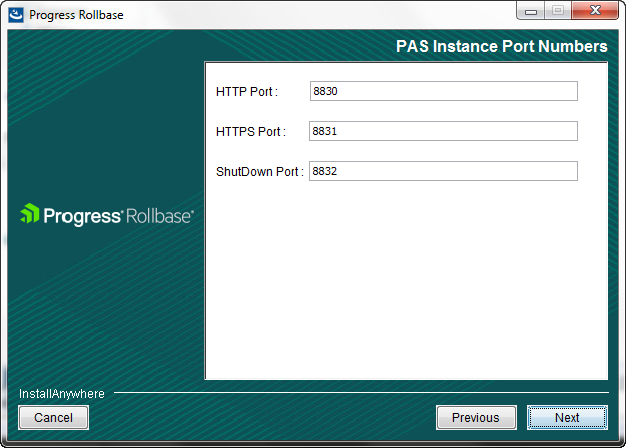 Progress Rollbase
PAS Instance Port Numbers
HTTP Port : 8830
HTTPS Port : 8831
ShutDown Port : 8832
Progress® Rollbase®
InstallAnywhere
Cancel Previous Next